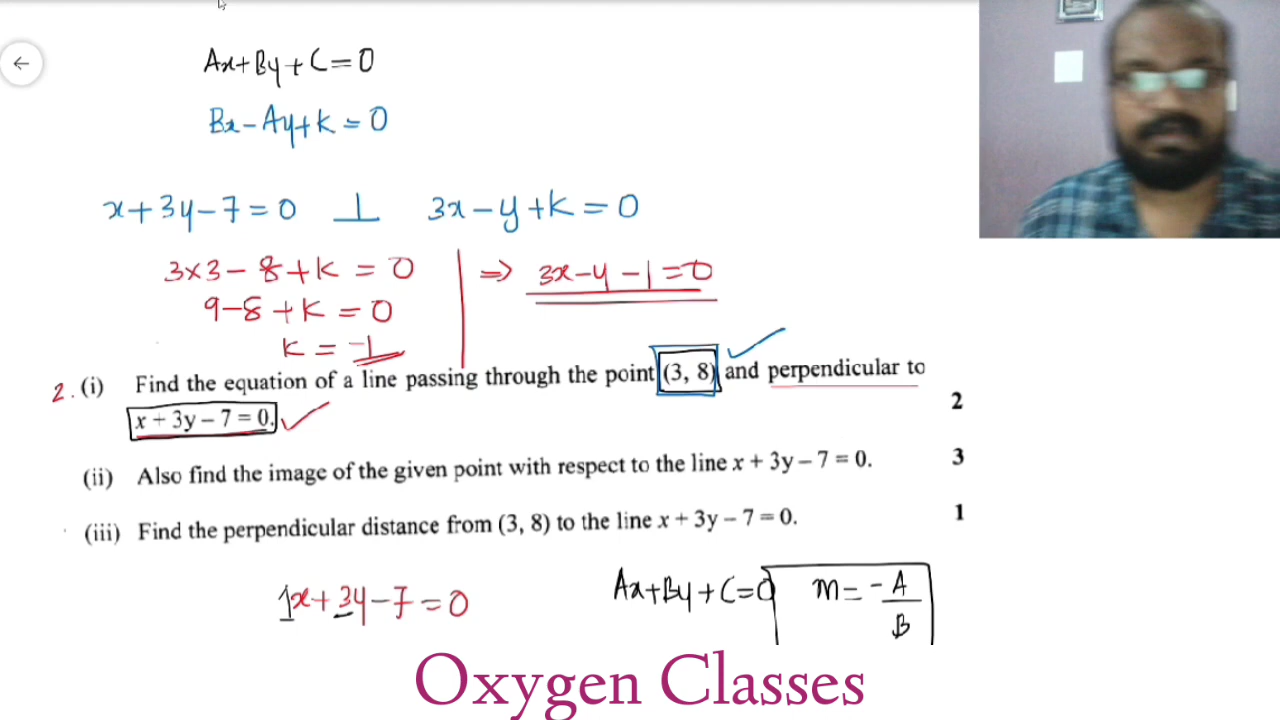 Ax+By+C=0
Bx-Ay+k=0
x+3y-7=0 ⊥ 3x-y+k=0
3×3-8+k=0 ⇒ 3x-y-1=0
9-8+k=0
k=-1
2. (i) Find the equation of a line passing through the point (3, 8) and perpendicular to
x + 3y – 7 = 0. 2
(ii) Also find the image of the given point with respect to the line x + 3y – 7 = 0. 3
(iii) Find the perpendicular distance from (3, 8) to the line x + 3y – 7 = 0. 1
1x+3y-7=0 Ax+By+C=0 m=-A/B
Oxygen Classes